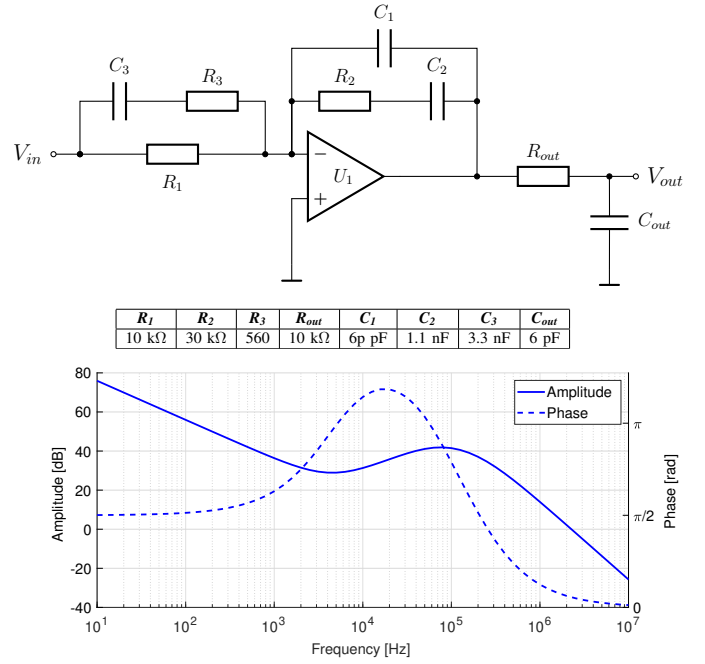 C1
C3
R3
R2
C2
Vin
R1
−
U1
+
Rout
Vout
Cout
R1 R2 R3 Rout C1 C2 C3 Cout
10 kΩ 30 kΩ 560 10 kΩ 6p pF 1.1 nF 3.3 nF 6 pF
80
60
40
20
0
-20
-40
Amplitude [dB]
Amplitude
Phase
π
π/2
0
Phase [rad]
10^1 10^2 10^3 10^4 10^5 10^6 10^7
Frequency [Hz]